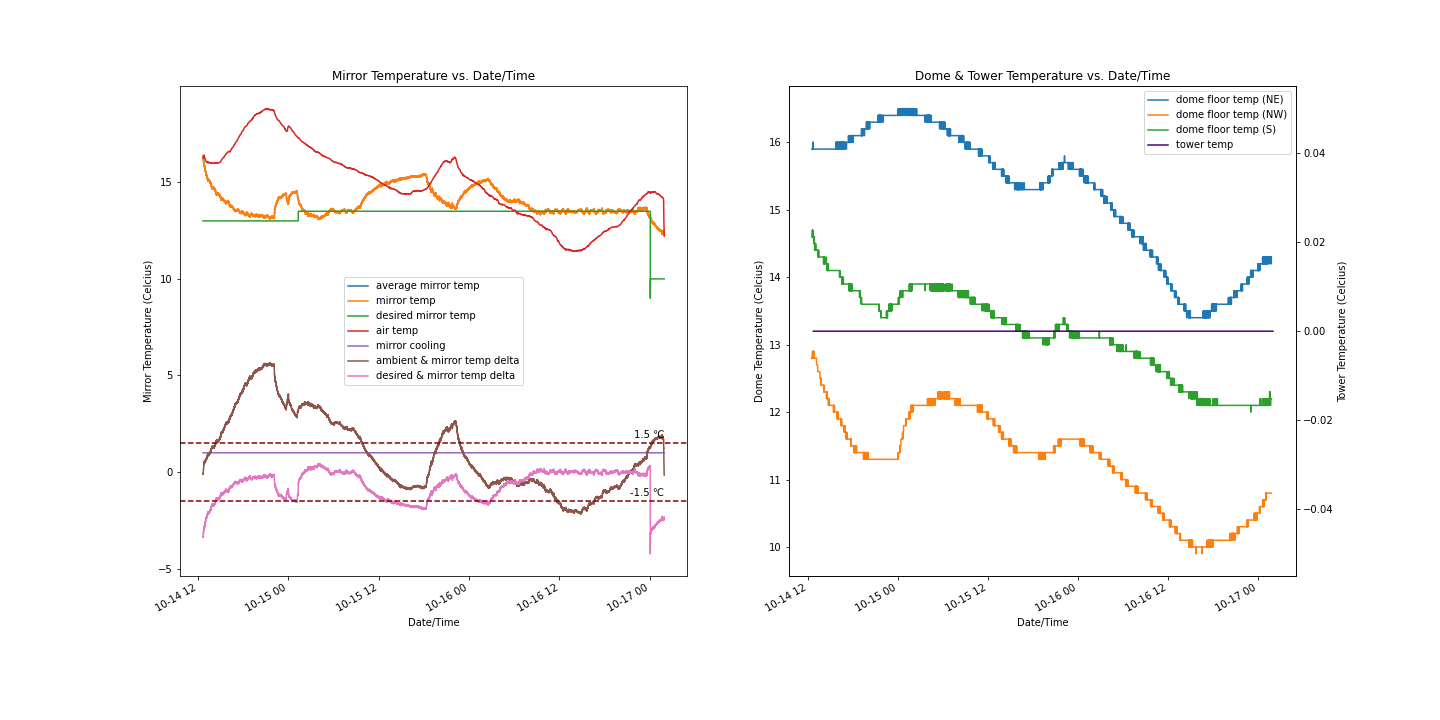 Mirror Temperature vs. Date/Time
Mirror Temperature (Celcius)
15
10
5
0
−5
average mirror temp
mirror temp
desired mirror temp
air temp
mirror cooling
ambient & mirror temp delta
desired & mirror temp delta
1.5 °C
-1.5 °C
10-14 12
10-15 00
10-15 12
10-16 00
10-16 12
10-17 00
Date/Time
Dome & Tower Temperature vs. Date/Time
Dome Temperature (Celcius)
16
15
14
13
12
11
10
dome floor temp (NE)
dome floor temp (NW)
dome floor temp (S)
tower temp
0.04
0.02
0.00
−0.02
−0.04
Tower Temperature (Celcius)
10-14 12
10-15 00
10-15 12
10-16 00
10-16 12
10-17 00
Date/Time